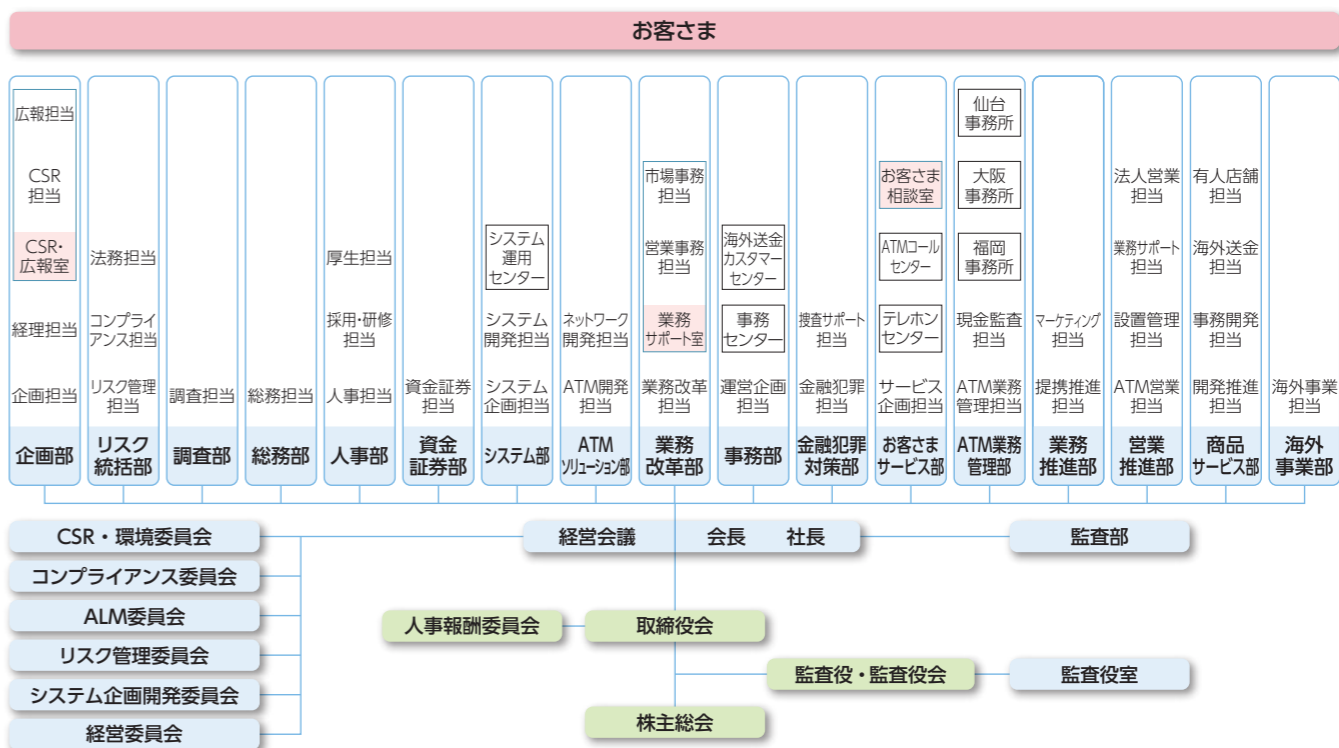 お客さま
広報担当
CSR
担当
CSR・
広報室
経理担当
企画担当
企画部
法務担当
コンプライ
アンス担当
リスク管理
担当
リスク
統括部
調査担当
調査部
総務担当
総務部
厚生担当
採用・研修
担当
人事担当
人事部
資金証券
担当
資金
証券部
システム
運用
センター
システム
開発担当
システム
企画担当
システム部
ネットワーク
開発担当
ATM開発
担当
ATM
ソリューション部
市場事務
担当
営業事務
担当
業務
サポート室
業務改革
担当
業務
改革部
海外送金
カスタマー
センター
事務
センター
運営企画
担当
事務部
捜査サポート
担当
金融犯罪
担当
金融犯罪
対策部
お客さま
相談室
ATMコール
センター
テレホン
センター
サービス
企画担当
お客さま
サービス部
仙台
事務所
大阪
事務所
福岡
事務所
現金監査
担当
ATM業務
管理担当
ATM業務
管理部
マーケティング
担当
提携推進
担当
業務
推進部
法人営業
担当
業務サポート
担当
設置管理
担当
ATM営業
担当
営業
推進部
有人店舗
担当
海外送金
担当
事務開発
担当
開発推進
担当
商品
サービス部
海外事業
担当
海外
事業部
CSR・環境委員会
コンプライアンス委員会
ALM委員会
リスク管理委員会
システム企画開発委員会
経営委員会
経営会議 会長 社長
監査部
人事報酬委員会
取締役会
監査役・監査役会
監査役室
株主総会